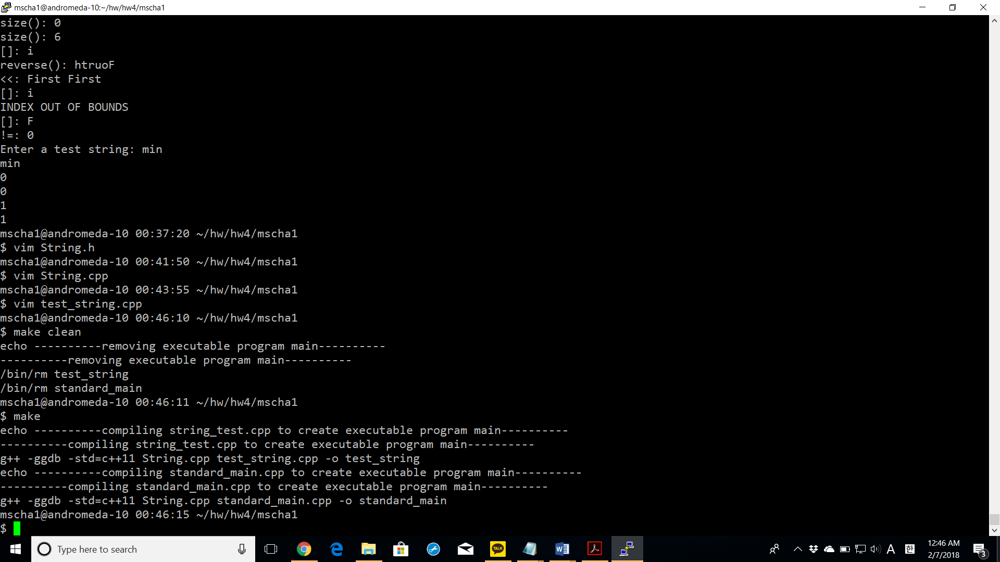 mscha1@andromeda-10:~/hw/hw4/mscha1
size(): 0
size(): 6
[]: i
reverse(): htruoF
<<: First First
[]: i
INDEX OUT OF BOUNDS
[]: F
!=: 0
Enter a test string: min
min
0
0
1
1
mscha1@andromeda-10 00:37:20 ~/hw/hw4/mscha1
$ vim String.h
mscha1@andromeda-10 00:41:50 ~/hw/hw4/mscha1
$ vim String.cpp
mscha1@andromeda-10 00:43:55 ~/hw/hw4/mscha1
$ vim test_string.cpp
mscha1@andromeda-10 00:46:10 ~/hw/hw4/mscha1
$ make clean
echo ----------removing executable program main----------
----------removing executable program main----------
/bin/rm test_string
/bin/rm standard_main
mscha1@andromeda-10 00:46:11 ~/hw/hw4/mscha1
$ make
echo ----------compiling string_test.cpp to create executable program main----------
----------compiling string_test.cpp to create executable program main----------
g++ -ggdb -std=c++11 String.cpp test_string.cpp -o test_string
echo ----------compiling standard_main.cpp to create executable program main----------
----------compiling standard_main.cpp to create executable program main----------
g++ -ggdb -std=c++11 String.cpp standard_main.cpp -o standard_main
mscha1@andromeda-10 00:46:15 ~/hw/hw4/mscha1
$
Type here to search
TALK
A 한
12:46 AM
2/7/2018
3